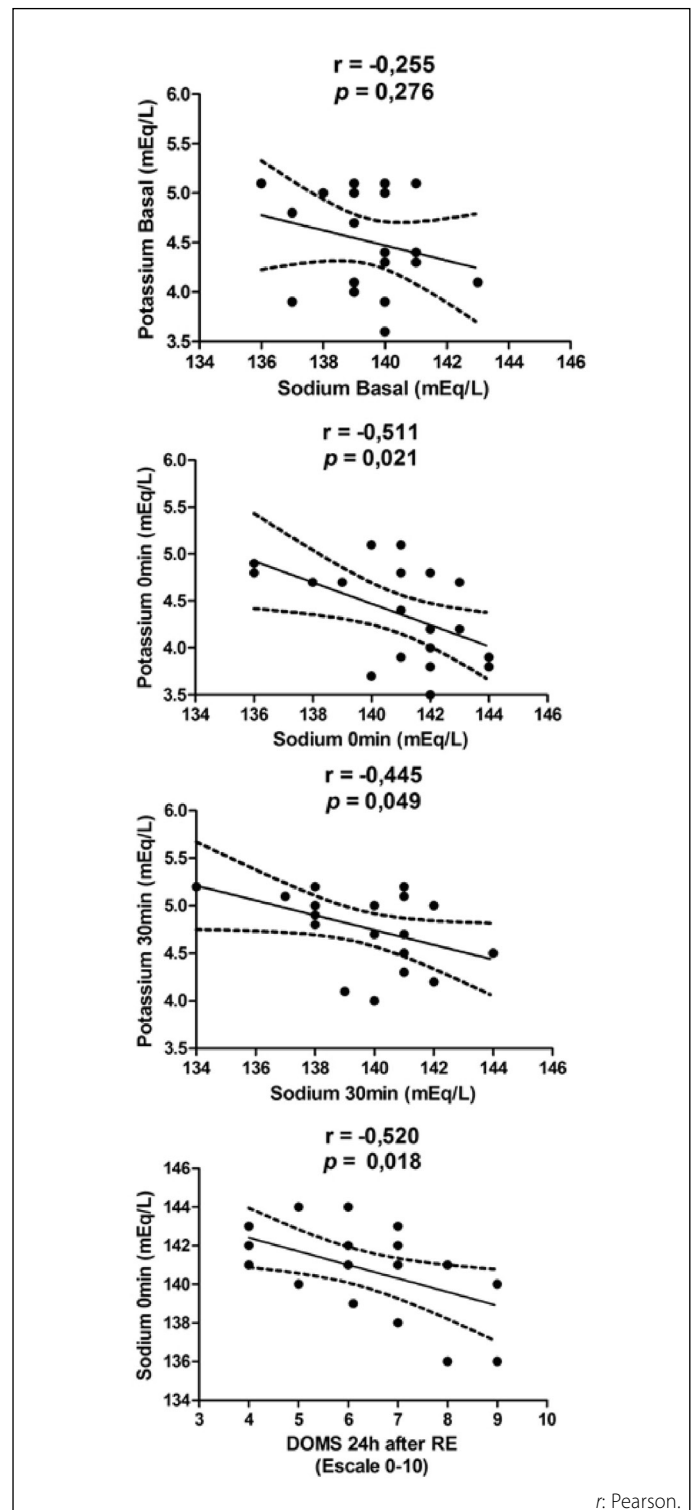 r = -0,255
p = 0,276
6.0
5.5
5.0
4.5
4.0
3.5
Potassium Basal (mEq/L)
134 136 138 140 142 144 146
Sodium Basal (mEq/L)
r = -0,511
p = 0,021
6.0
5.5
5.0
4.5
4.0
3.5
Potassium 0min (mEq/L)
134 136 138 140 142 144 146
Sodium 0min (mEq/L)
r = -0,445
p = 0,049
6.0
5.5
5.0
4.5
4.0
3.5
Potassium 30min (mEq/L)
134 136 138 140 142 144 146
Sodium 30min (mEq/L)
r = -0,520
p = 0,018
146
144
142
140
138
136
134
Sodium 0min (mEq/L)
3 4 5 6 7 8 9 10
DOMS 24h after RE
(Escale 0-10)
r: Pearson.